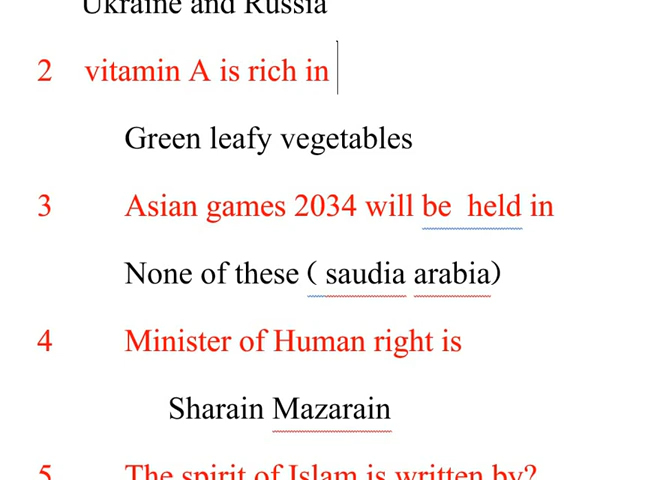 Ukraine and Russia
2 vitamin A is rich in
Green leafy vegetables
3 Asian games 2034 will be held in
None of these ( saudia arabia)
4 Minister of Human right is
Sharain Mazarain
5 The spirit of Islam is written by?